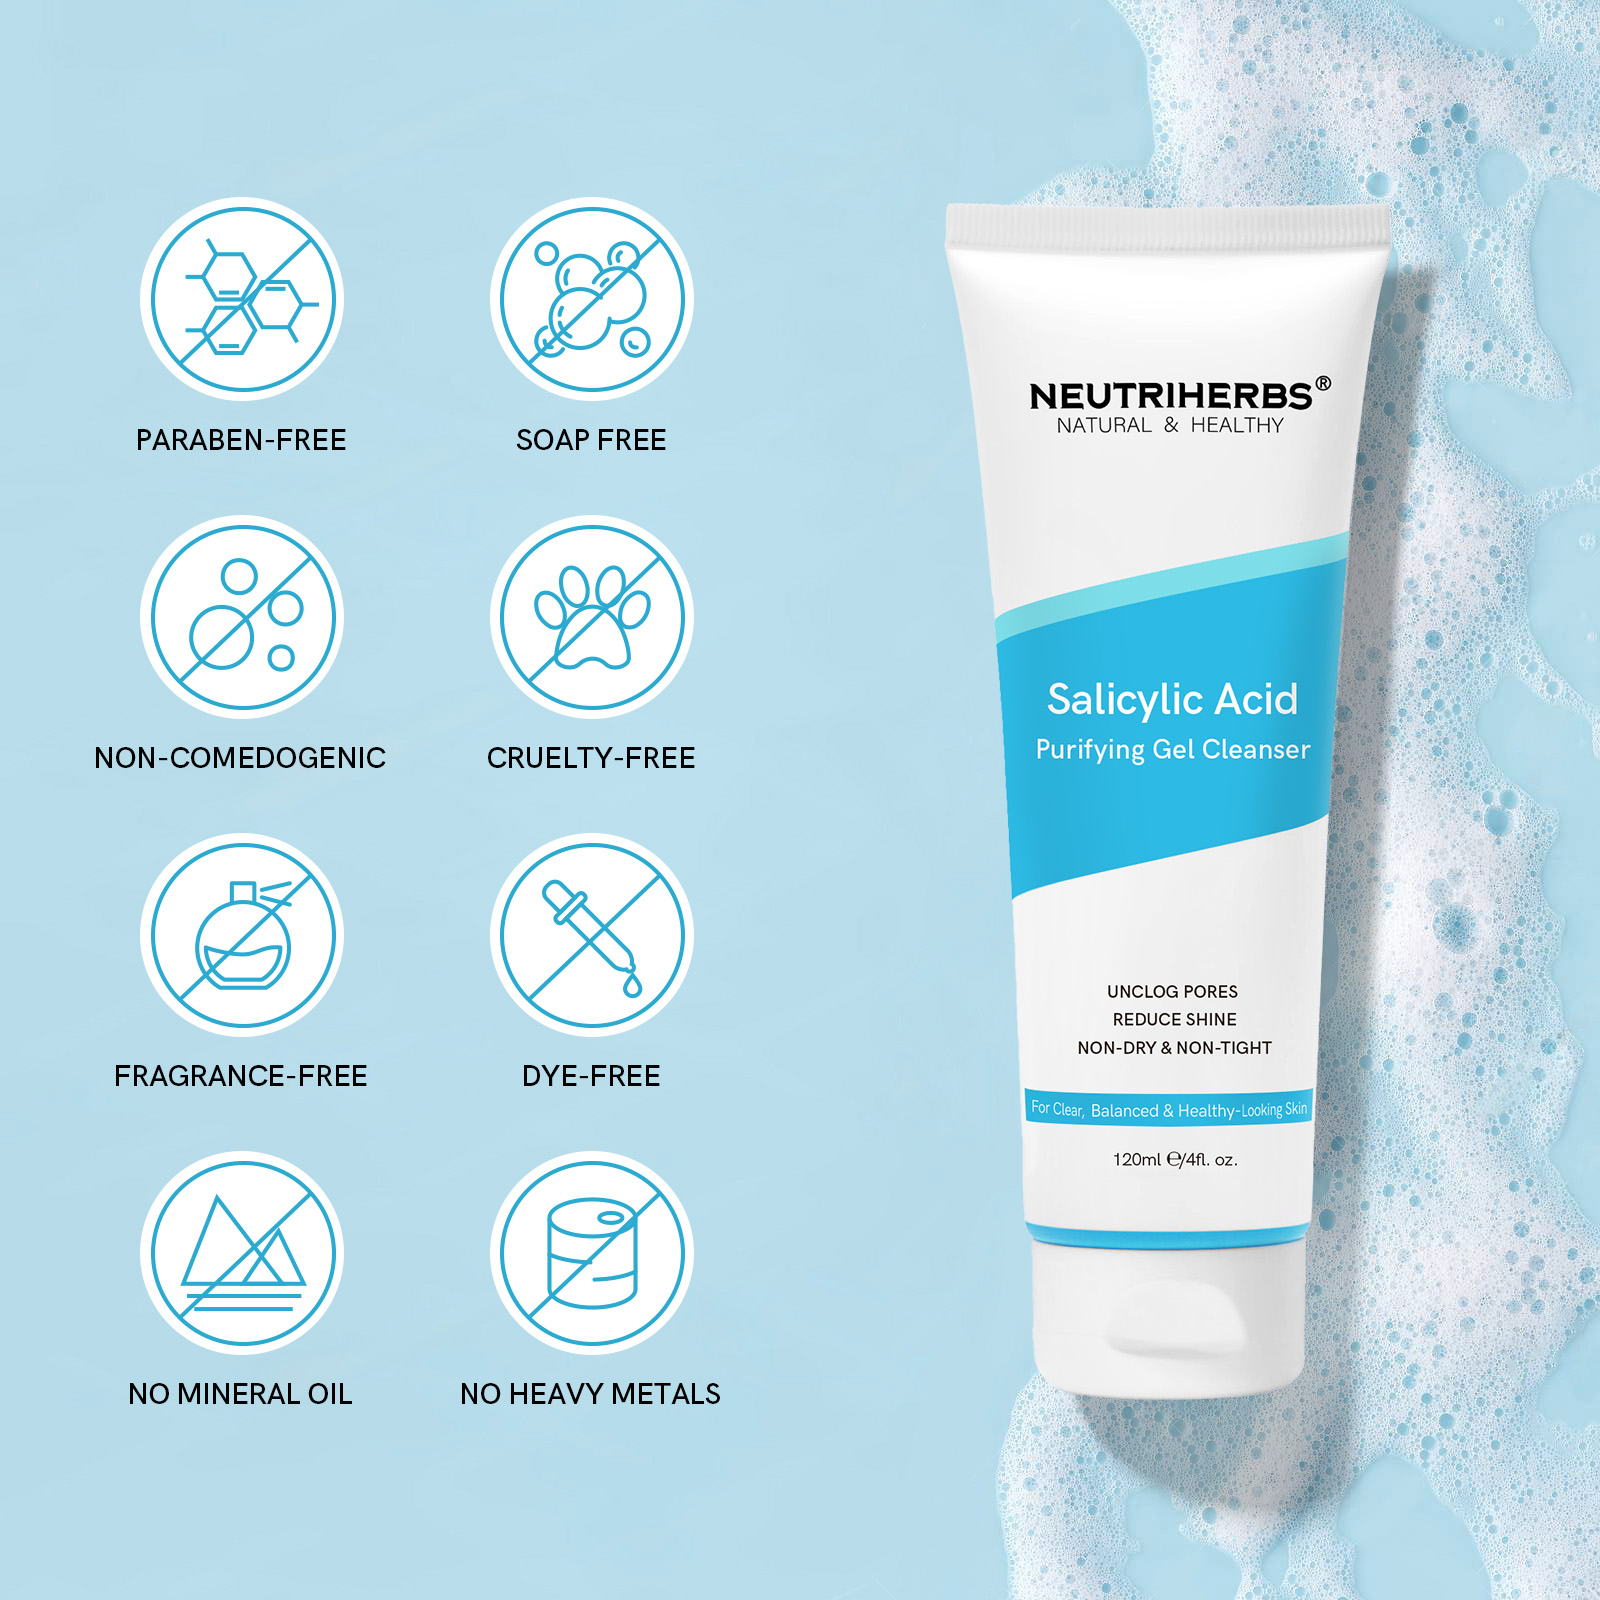 PARABEN-FREE
SOAP FREE
NON-COMEDOGENIC
CRUELTY-FREE
FRAGRANCE-FREE
DYE-FREE
NO MINERAL OIL
NO HEAVY METALS
NEUTRIHERBS®
NATURAL & HEALTHY
Salicylic Acid
Purifying Gel Cleanser
UNCLOG PORES
REDUCE SHINE
NON-DRY & NON-TIGHT
For Clear, Balanced & Healthy-Looking Skin
120ml ℮/4fl. oz.